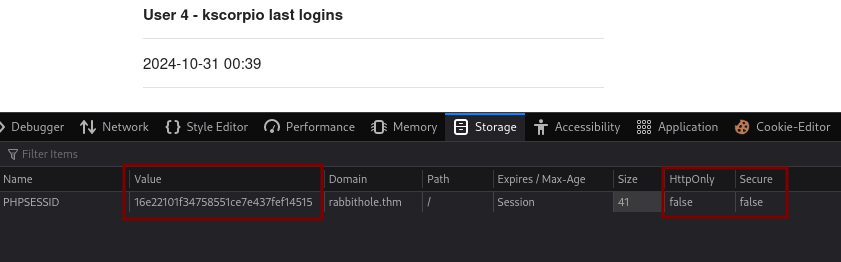 User 4 - kscorpio last logins
2024-10-31 00:39
Debugger Network Style Editor Performance Memory Storage Accessibility Application Cookie-Editor
Filter Items
Name Value Domain Path Expires / Max-Age Size HttpOnly Secure
PHPSESSID 16e22101f34758551ce7e437fef14515 rabbithole.thm / Session 41 false false